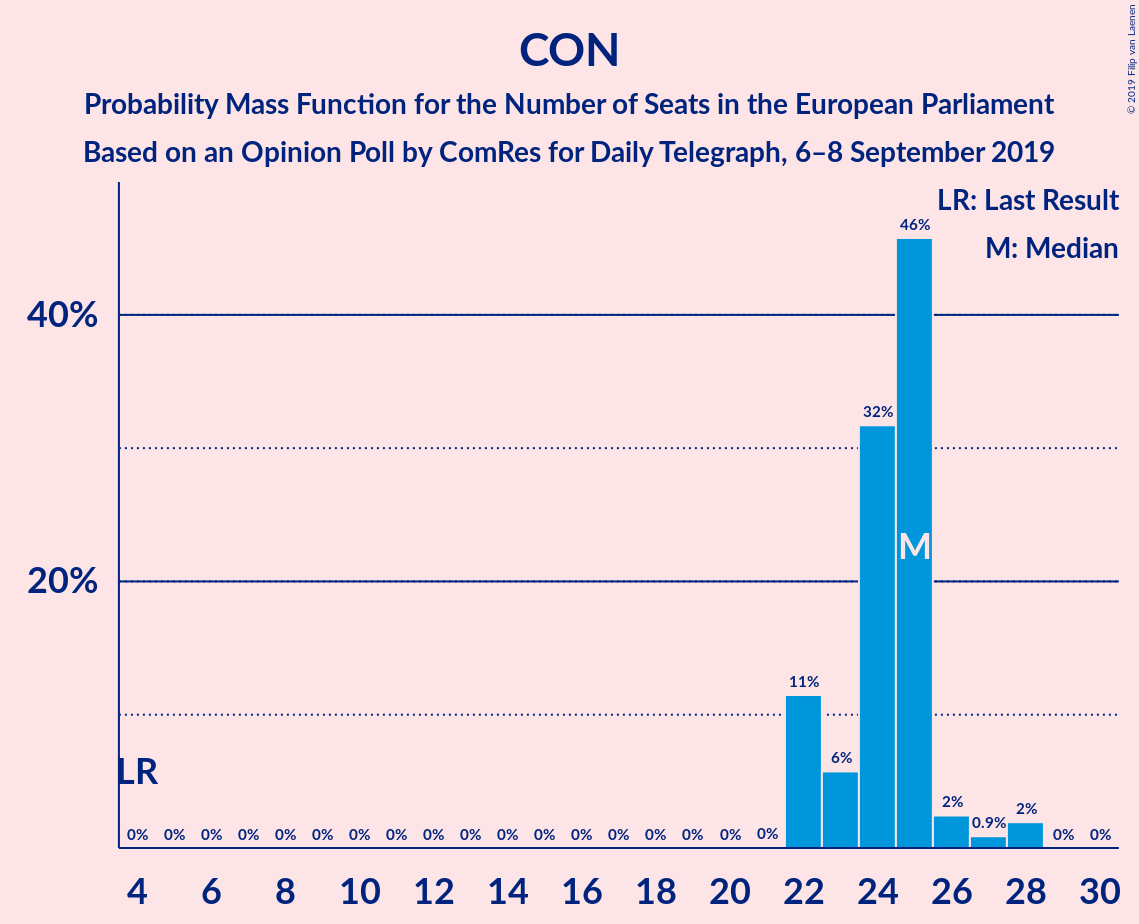 CON
Probability Mass Function for the Number of Seats in the European Parliament
Based on an Opinion Poll by ComRes for Daily Telegraph, 6–8 September 2019
© 2019 Filip van Laenen
LR: Last Result
M: Median
46%
40%
32%
M
20%
11%
6%
LR
2%
0.9%
2%
0% 0% 0% 0% 0% 0% 0% 0% 0% 0% 0% 0% 0% 0% 0% 0% 0% 0% 0% 0%
4 6 8 10 12 14 16 18 20 22 24 26 28 30